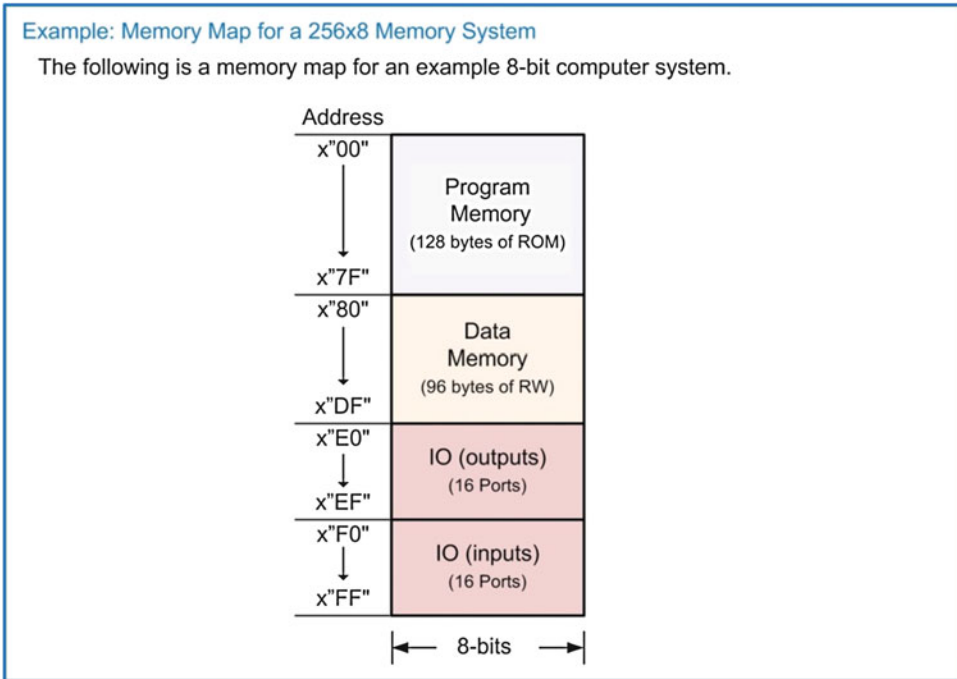 Example: Memory Map for a 256x8 Memory System
The following is a memory map for an example 8-bit computer system.
Address
x"00"
x"7F"
Program
Memory
(128 bytes of ROM)
x"80"
x"DF"
Data
Memory
(96 bytes of RW)
x"E0"
x"EF"
IO (outputs)
(16 Ports)
x"F0"
x"FF"
IO (inputs)
(16 Ports)
8-bits